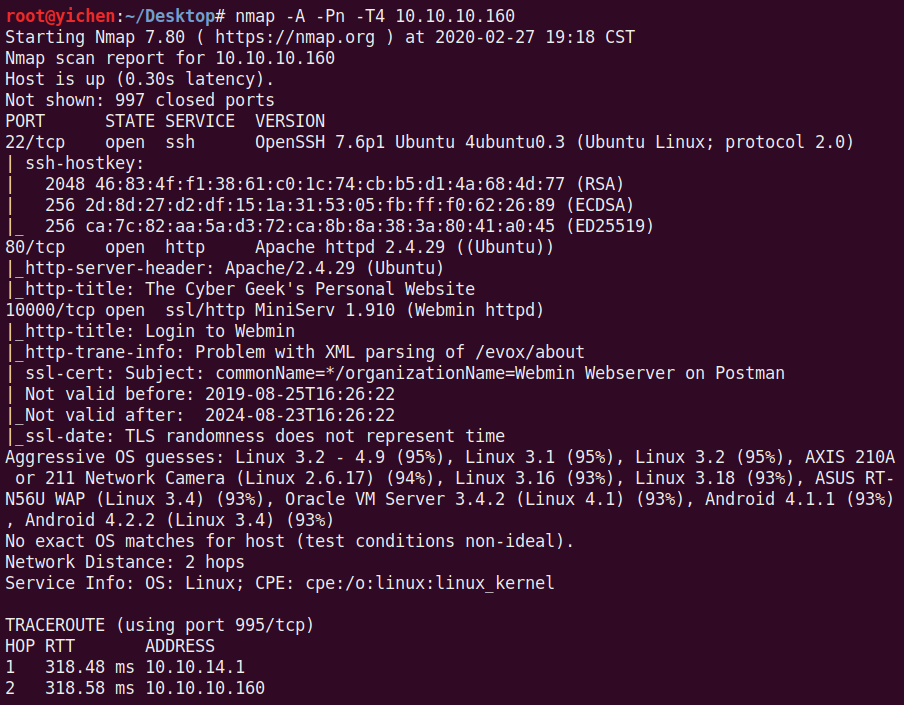 root@yichen:~/Desktop# nmap -A -Pn -T4 10.10.10.160
Starting Nmap 7.80 ( https://nmap.org ) at 2020-02-27 19:18 CST
Nmap scan report for 10.10.10.160
Host is up (0.30s latency).
Not shown: 997 closed ports
PORT      STATE SERVICE  VERSION
22/tcp    open  ssh      OpenSSH 7.6p1 Ubuntu 4ubuntu0.3 (Ubuntu Linux; protocol 2.0)
| ssh-hostkey:
|   2048 46:83:4f:f1:38:61:c0:1c:74:cb:b5:d1:4a:68:4d:77 (RSA)
|   256 2d:8d:27:d2:df:15:1a:31:53:05:fb:ff:f0:62:26:89 (ECDSA)
|_  256 ca:7c:82:aa:5a:d3:72:ca:8b:8a:38:3a:80:41:a0:45 (ED25519)
80/tcp    open  http     Apache httpd 2.4.29 ((Ubuntu))
|_http-server-header: Apache/2.4.29 (Ubuntu)
|_http-title: The Cyber Geek's Personal Website
10000/tcp open  ssl/http MiniServ 1.910 (Webmin httpd)
|_http-title: Login to Webmin
|_http-trane-info: Problem with XML parsing of /evox/about
| ssl-cert: Subject: commonName=*/organizationName=Webmin Webserver on Postman
| Not valid before: 2019-08-25T16:26:22
|_Not valid after:  2024-08-23T16:26:22
|_ssl-date: TLS randomness does not represent time
Aggressive OS guesses: Linux 3.2 - 4.9 (95%), Linux 3.1 (95%), Linux 3.2 (95%), AXIS 210A
 or 211 Network Camera (Linux 2.6.17) (94%), Linux 3.16 (93%), Linux 3.18 (93%), ASUS RT-
N56U WAP (Linux 3.4) (93%), Oracle VM Server 3.4.2 (Linux 4.1) (93%), Android 4.1.1 (93%)
, Android 4.2.2 (Linux 3.4) (93%)
No exact OS matches for host (test conditions non-ideal).
Network Distance: 2 hops
Service Info: OS: Linux; CPE: cpe:/o:linux:linux_kernel

TRACEROUTE (using port 995/tcp)
HOP RTT       ADDRESS
1   318.48 ms 10.10.14.1
2   318.58 ms 10.10.10.160